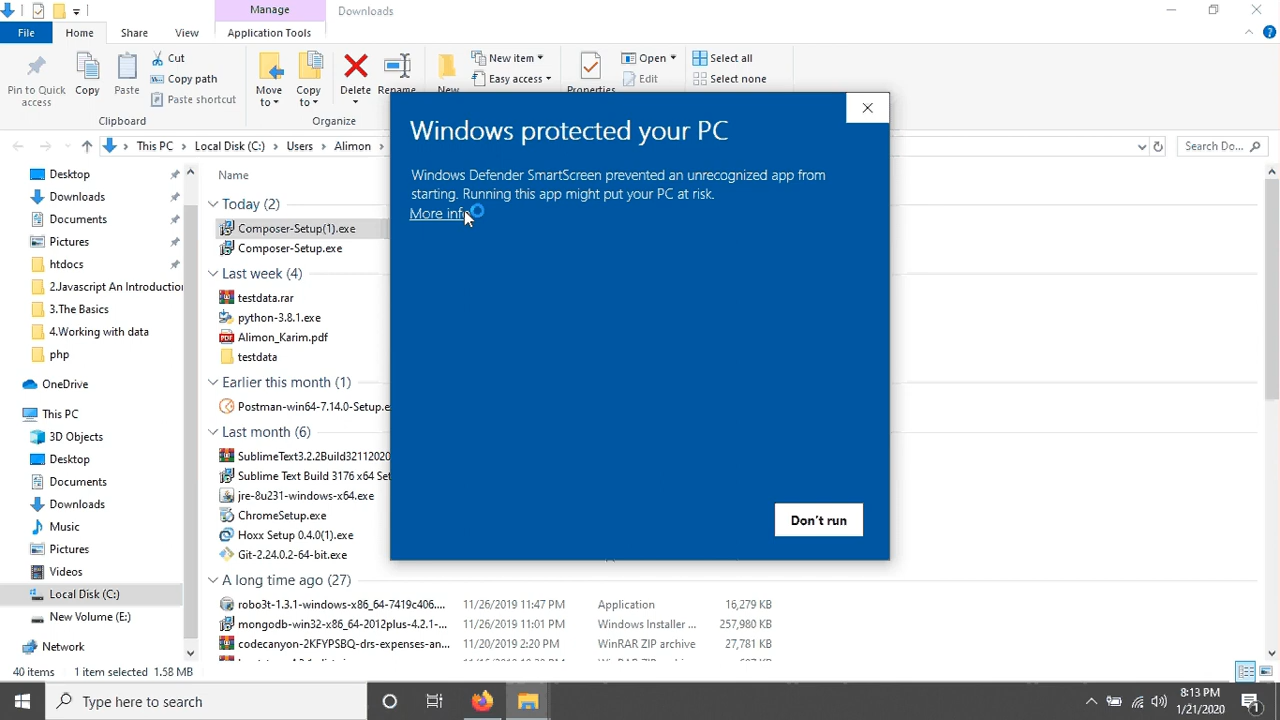 Manage
Downloads
File
Home
Share
View
Application Tools
Pin to Quick
access
Copy
Paste
Cut
Copy path
Paste shortcut
Clipboard
Move
to
Copy
to
Delete
Rename
Organize
New
New item
Easy access
Properties
Open
Edit
Select all
Select none
This PC
Local Disk (C:)
Users
Alimon
Search Do...
Desktop
Downloads
Documents
Pictures
htdocs
2.Javascript An Introduction
3.The Basics
4.Working with data
php
OneDrive
This PC
3D Objects
Desktop
Documents
Downloads
Music
Pictures
Videos
Local Disk (C:)
New Volume (E:)
Network
Name
Today (2)
Composer-Setup(1).exe
Composer-Setup.exe
Last week (4)
testdata.rar
python-3.8.1.exe
Alimon_Karim.pdf
testdata
Earlier this month (1)
Postman-win64-7.14.0-Setup.e
Last month (6)
SublimeText3.2.2Build32112020
Sublime Text Build 3176 x64 Set
jre-8u231-windows-x64.exe
ChromeSetup.exe
Hoxx Setup 0.4.0(1).exe
Git-2.24.0.2-64-bit.exe
A long time ago (27)
robo3t-1.3.1-windows-x86_64-7419c406.... 11/26/2019 11:47 PM Application 16,279 KB
mongodb-win32-x86_64-2012plus-4.2.1-... 11/26/2019 11:01 PM Windows Installer ... 257,980 KB
codecanyon-2KFYPSBQ-drs-expenses-an... 11/20/2019 2:20 PM WinRAR ZIP archive 27,781 KB
Windows protected your PC
Windows Defender SmartScreen prevented an unrecognized app from
starting. Running this app might put your PC at risk.
More info
Don't run
40 items 1 item selected 1.58 MB
Type here to search
8:13 PM
1/21/2020
1